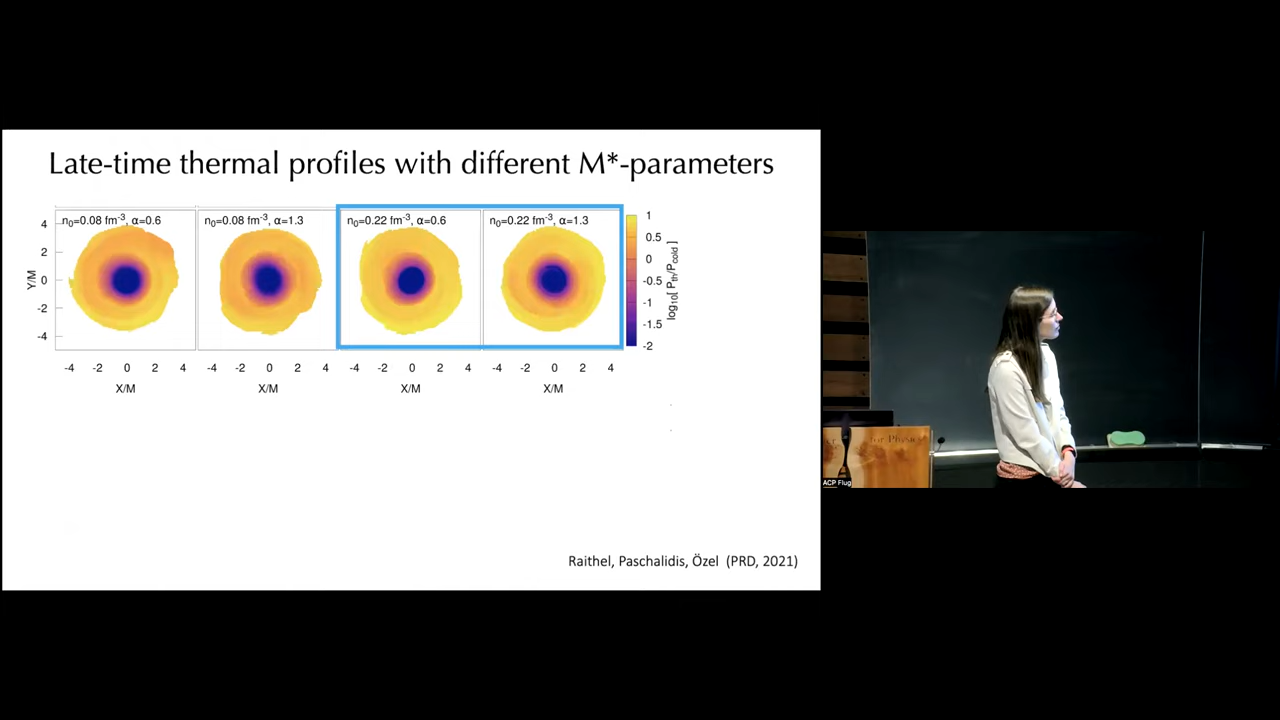 Late-time thermal profiles with different M*-parameters
n₀=0.08 fm⁻³, α=0.6
n₀=0.08 fm⁻³, α=1.3
n₀=0.22 fm⁻³, α=0.6
n₀=0.22 fm⁻³, α=1.3
4
2
0
-2
-4
Y/M
1
0.5
0
-0.5
-1
-1.5
-2
log₁₀[ Pth/Pcold ]
-4 -2 0 2 4
-4 -2 0 2 4
-4 -2 0 2 4
-4 -2 0 2 4
X/M
X/M
X/M
X/M
Raithel, Paschalidis, Özel (PRD, 2021)
for Physics
ACP Flug